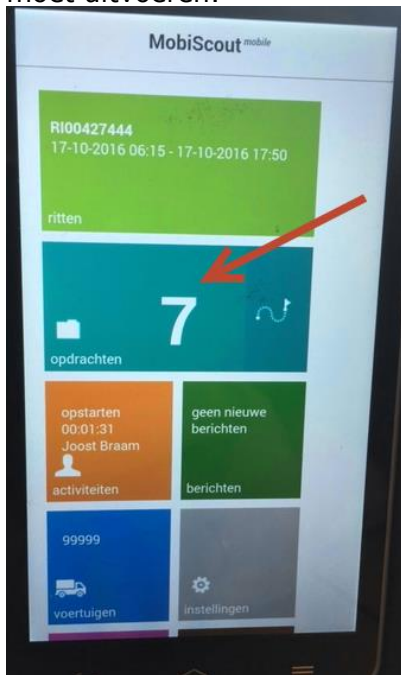 moet uitvoeren.
MobiScout mobile
RI00427444
17-10-2016 06:15 - 17-10-2016 17:50
ritten
7
opdrachten
opstarten
00:01:31
Joost Braam
activiteiten
geen nieuwe
berichten
berichten
99999
voertuigen
instellingen